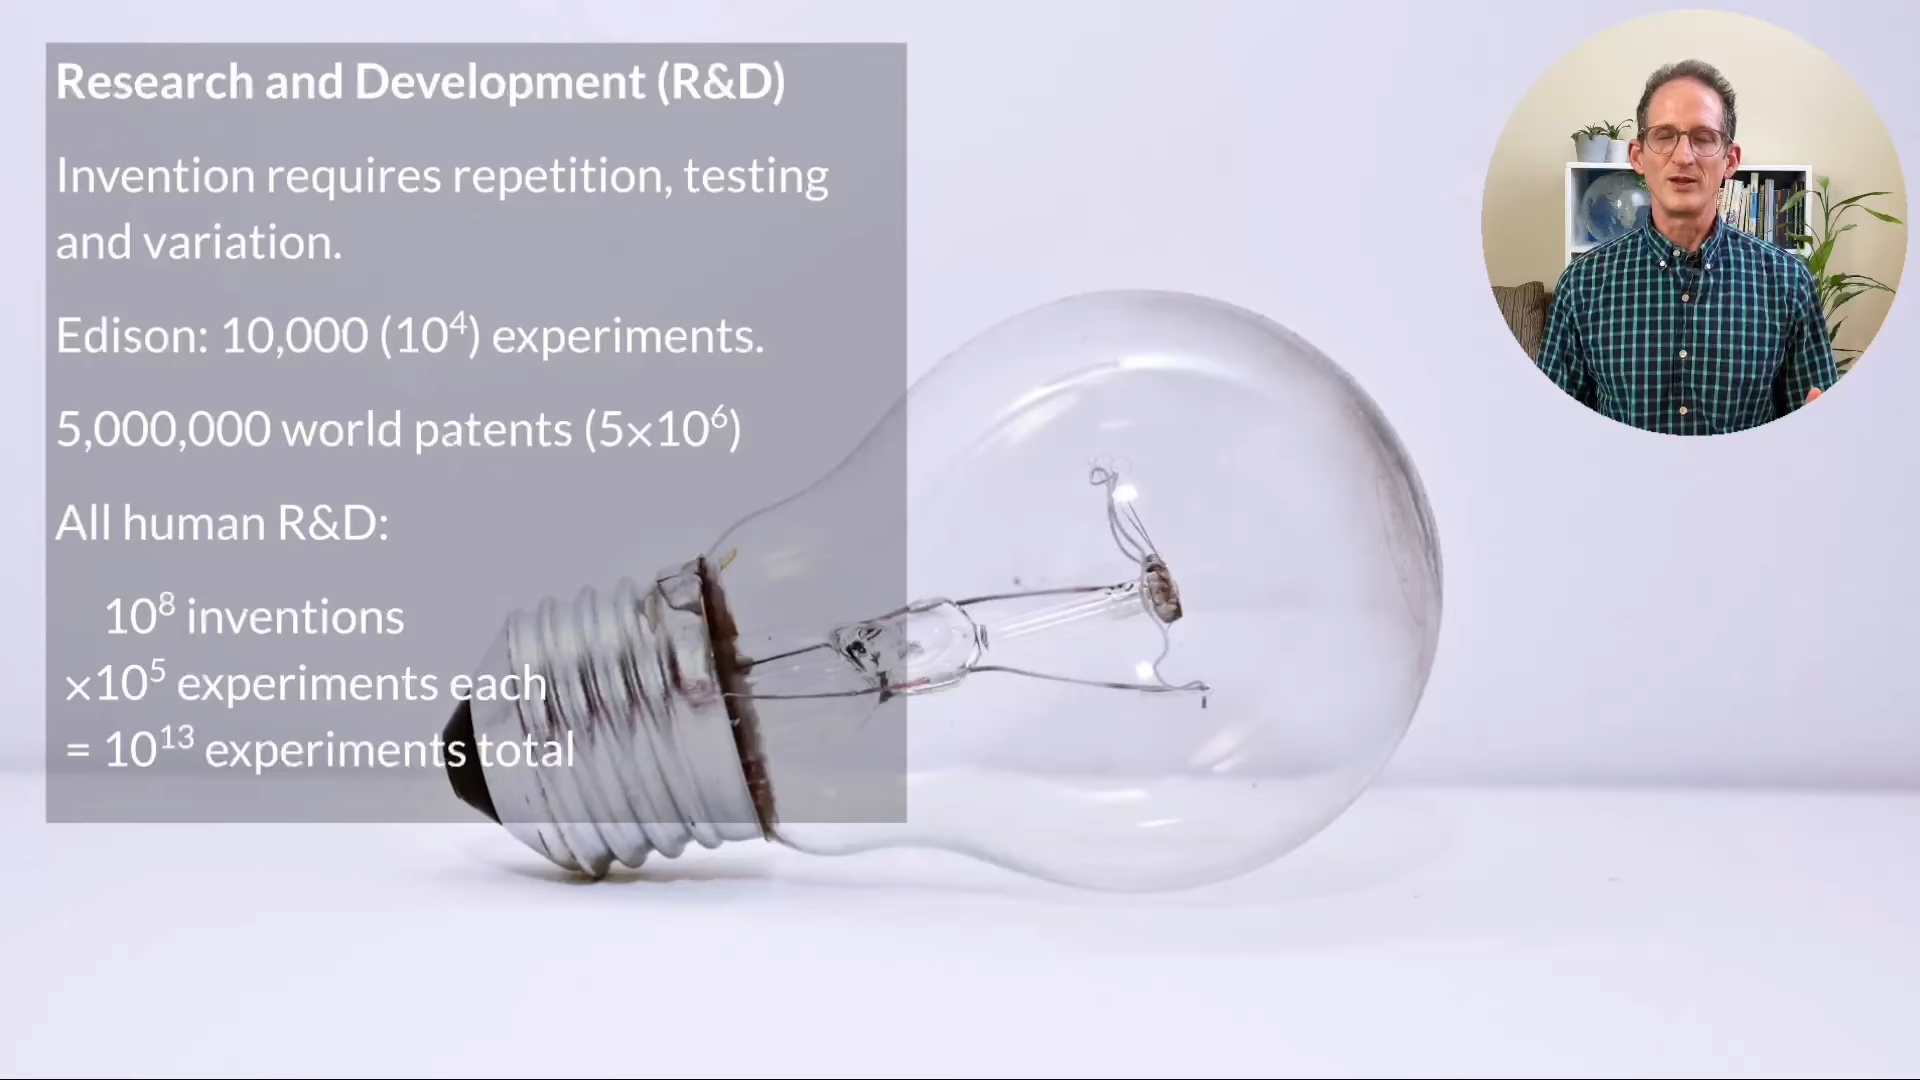 Research and Development (R&D)
Invention requires repetition, testing
and variation.
Edison: 10,000 (10⁴) experiments.
5,000,000 world patents (5×10⁶)
All human R&D:
10⁸ inventions
×10⁵ experiments each
= 10¹³ experiments total